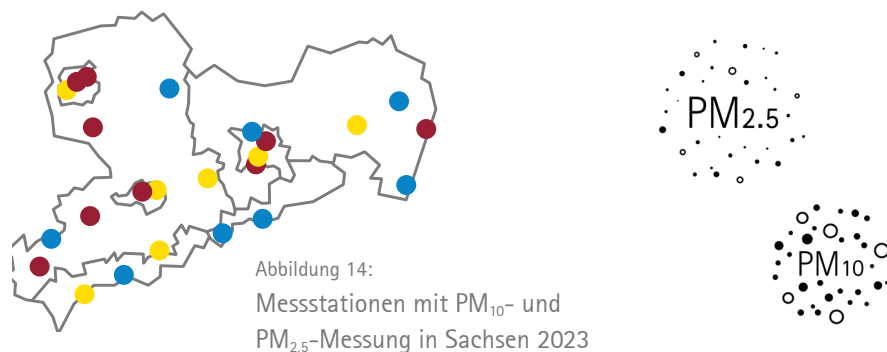 PM₂.₅
PM₁₀
Abbildung 14:
Messstationen mit PM₁₀- und
PM₂.₅-Messung in Sachsen 2023